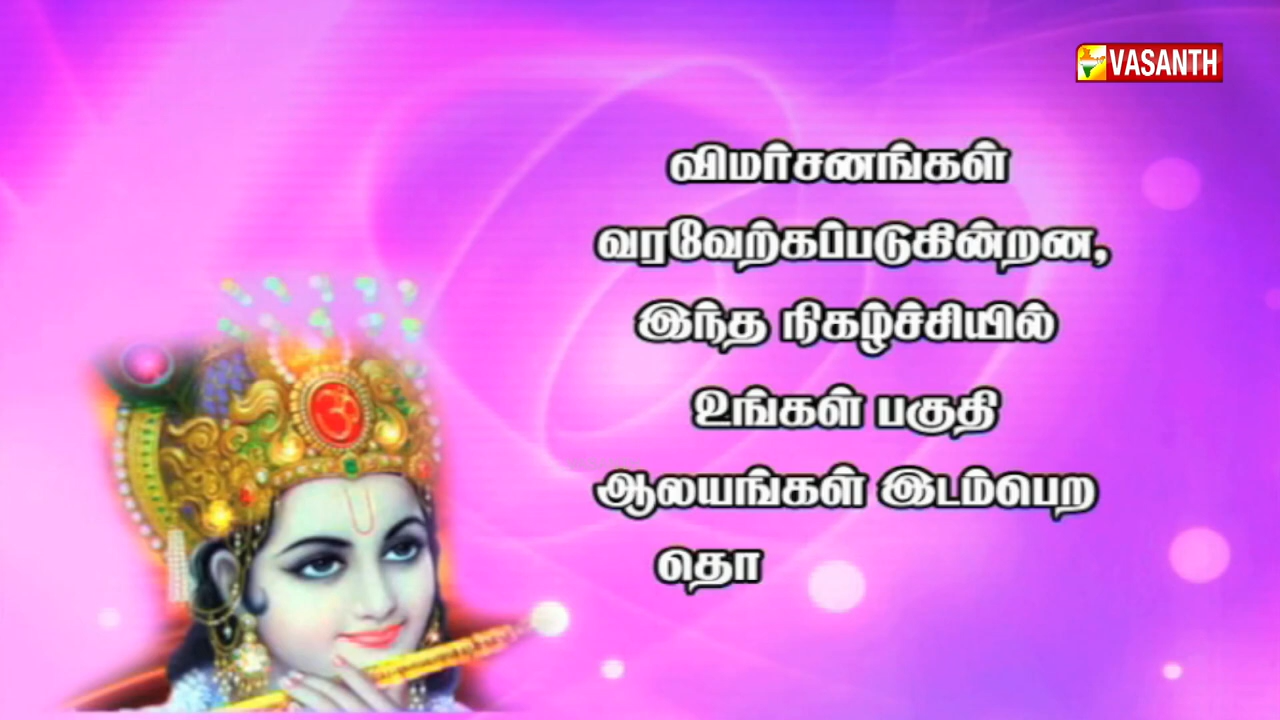 VASANTH
விமர்சனங்கள்
வரவேற்கப்படுகின்றன,
இந்த நிகழ்ச்சியில்
உங்கள் பகுதி
ஆலயங்கள் இடம்பெற
தொ